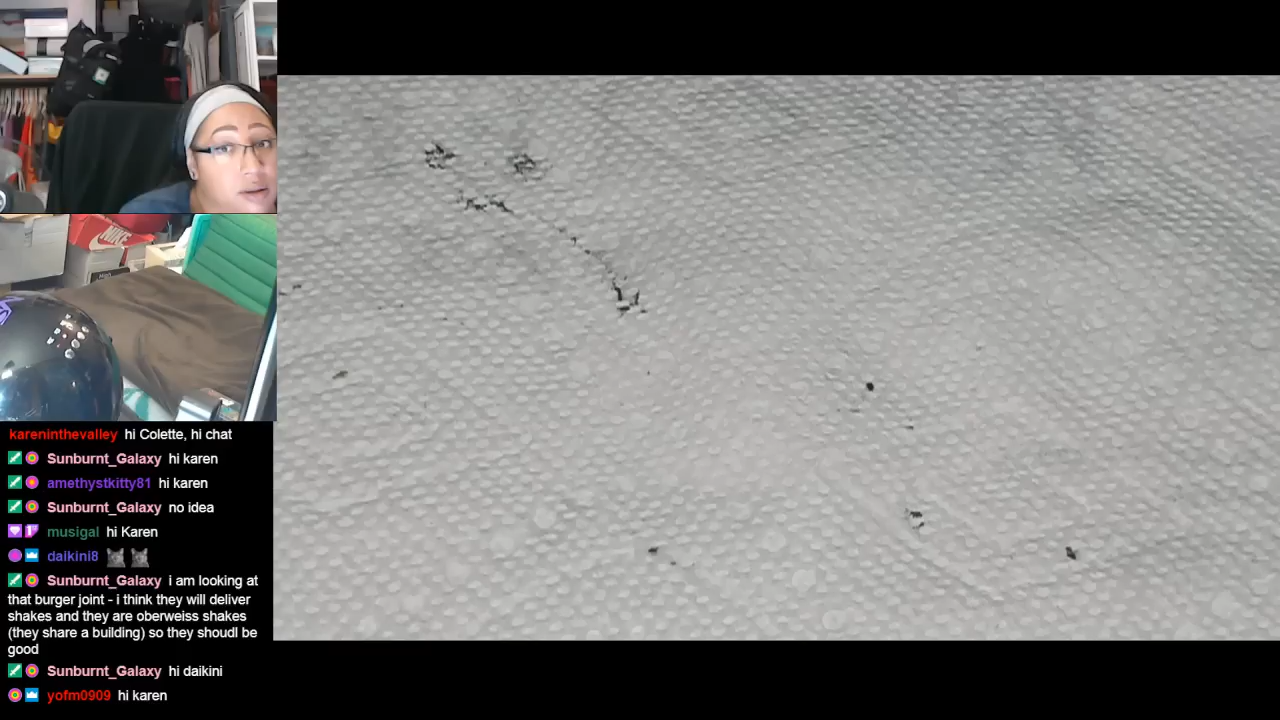 NIKE
kareninthevalley hi Colette, hi chat
Sunburnt_Galaxy hi karen
amethystkitty81 hi karen
Sunburnt_Galaxy no idea
musigal hi Karen
daikini8
Sunburnt_Galaxy i am looking at
that burger joint - i think they will deliver
shakes and they are oberweiss shakes
(they share a building) so they shoudl be
good
Sunburnt_Galaxy hi daikini
yofm0909 hi karen